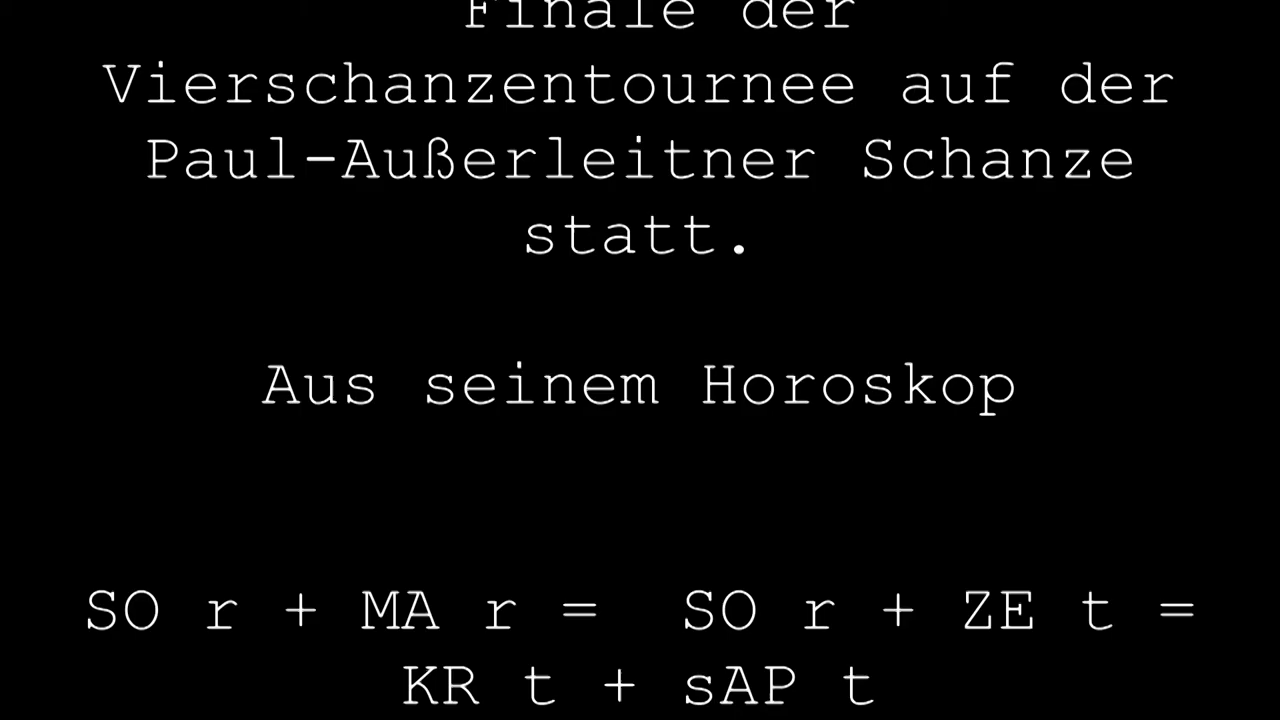 Finale der
Vierschanzentournee auf der
Paul-Außerleitner Schanze
statt.
Aus seinem Horoskop
SO r + MA r = SO r + ZE t =
KR t + sAP t